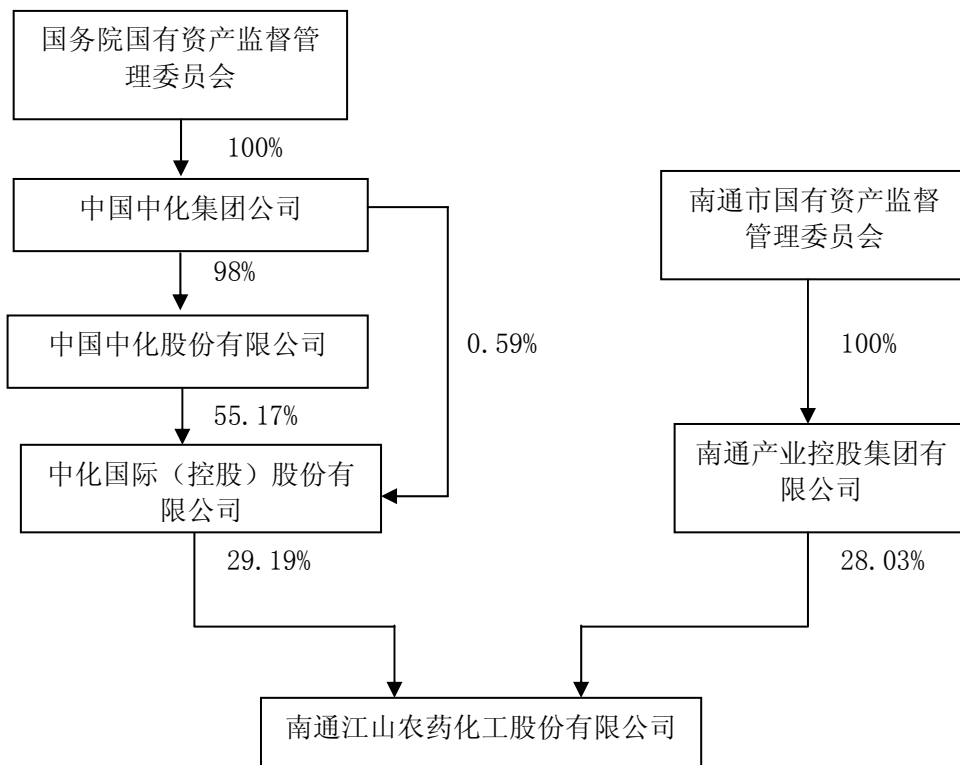 国务院国有资产监督管
理委员会
100%
中国中化集团公司
南通市国有资产监督
管理委员会
98%
中国中化股份有限公司
0.59%
100%
55.17%
中化国际（控股）股份有
限公司
南通产业控股集团有
限公司
29.19%
28.03%
南通江山农药化工股份有限公司